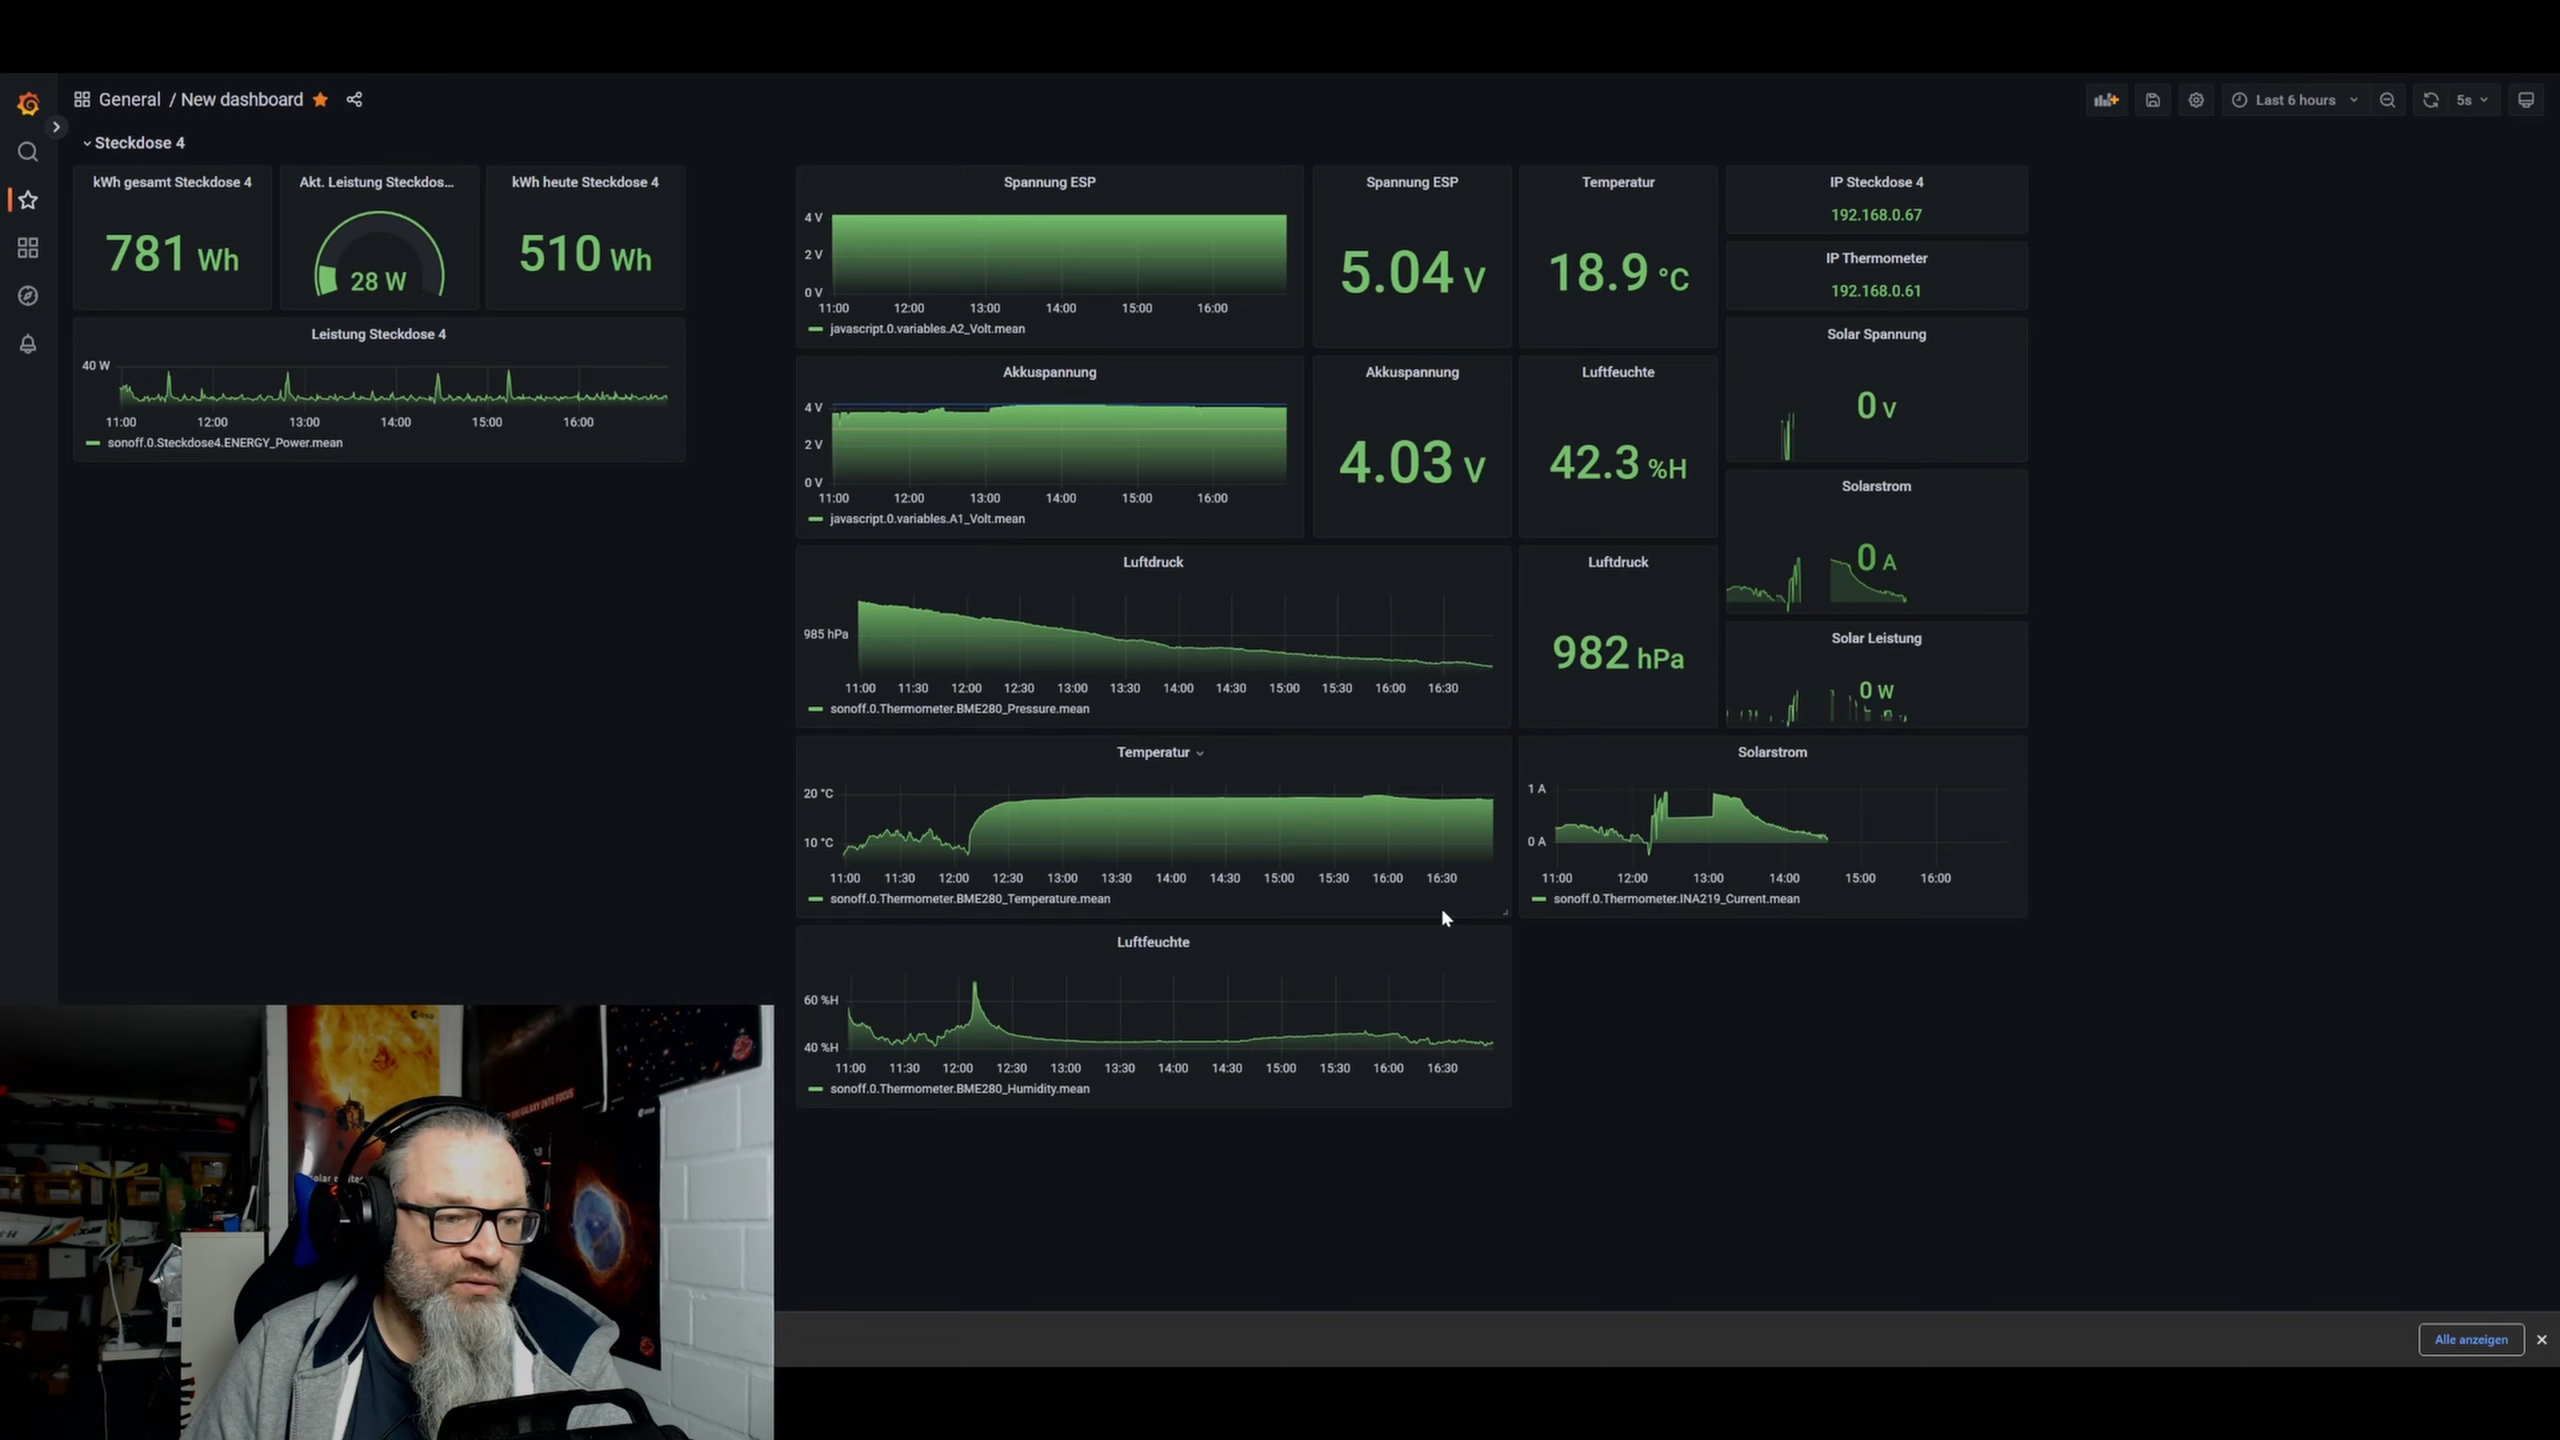 General / New dashboard
Last 6 hours
5s
Steckdose 4
kWh gesamt Steckdose 4
781 Wh
Akt. Leistung Steckdos...
28 W
kWh heute Steckdose 4
510 Wh
Leistung Steckdose 4
40 W
11:00 12:00 13:00 14:00 15:00 16:00
sonoff.0.Steckdose4.ENERGY_Power.mean
Spannung ESP
4 V
2 V
0 V
11:00 12:00 13:00 14:00 15:00 16:00
javascript.0.variables.A2_Volt.mean
Spannung ESP
5.04 V
Temperatur
18.9 °C
IP Steckdose 4
192.168.0.67
IP Thermometer
192.168.0.61
Akkuspannung
4 V
2 V
0 V
11:00 12:00 13:00 14:00 15:00 16:00
javascript.0.variables.A1_Volt.mean
Akkuspannung
4.03 V
Luftfeuchte
42.3 %H
Solar Spannung
0 V
Solarstrom
0 A
Luftdruck
985 hPa
11:00 11:30 12:00 12:30 13:00 13:30 14:00 14:30 15:00 15:30 16:00 16:30
sonoff.0.Thermometer.BME280_Pressure.mean
Luftdruck
982 hPa
Solar Leistung
0 W
Temperatur
20 °C
10 °C
11:00 11:30 12:00 12:30 13:00 13:30 14:00 14:30 15:00 15:30 16:00 16:30
sonoff.0.Thermometer.BME280_Temperature.mean
Solarstrom
1 A
0 A
11:00 12:00 13:00 14:00 15:00 16:00
sonoff.0.Thermometer.INA219_Current.mean
Luftfeuchte
60 %H
40 %H
11:00 11:30 12:00 12:30 13:00 13:30 14:00 14:30 15:00 15:30 16:00 16:30
sonoff.0.Thermometer.BME280_Humidity.mean
esa
GALAXY INTO FOCUS
esa
Alle anzeigen